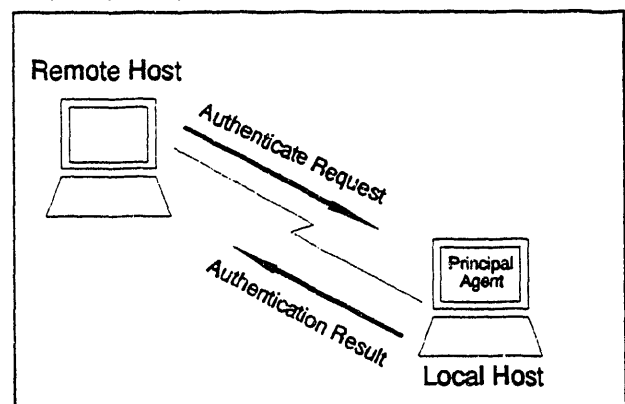 Remote Host
Authenticate Request
Principal
Agent
Authentication Result
Local Host